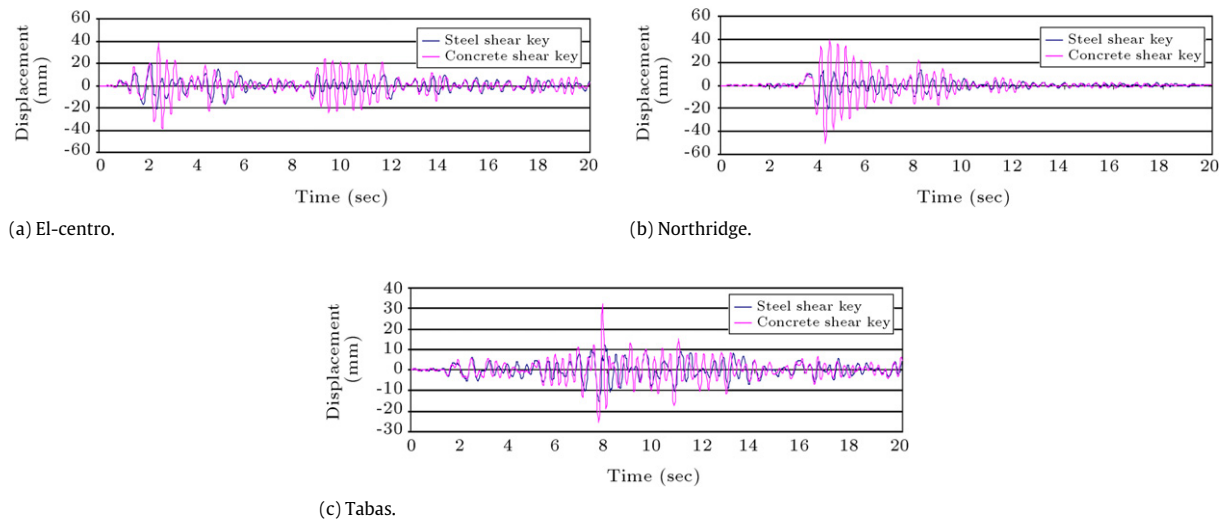 60
40
20
0
-20
-40
-60
Displacement
(mm)
Steel shear key
Concrete shear key
0 2 4 6 8 10 12 14 16 18 20
Time (sec)
(a) El-centro.
60
40
20
0
-20
-40
-60
Displacement
(mm)
Steel shear key
Concrete shear key
0 2 4 6 8 10 12 14 16 18 20
Time (sec)
(b) Northridge.
40
30
20
10
0
-10
-20
-30
Displacement
(mm)
Steel shear key
Concrete shear key
0 2 4 6 8 10 12 14 16 18 20
Time (sec)
(c) Tabas.